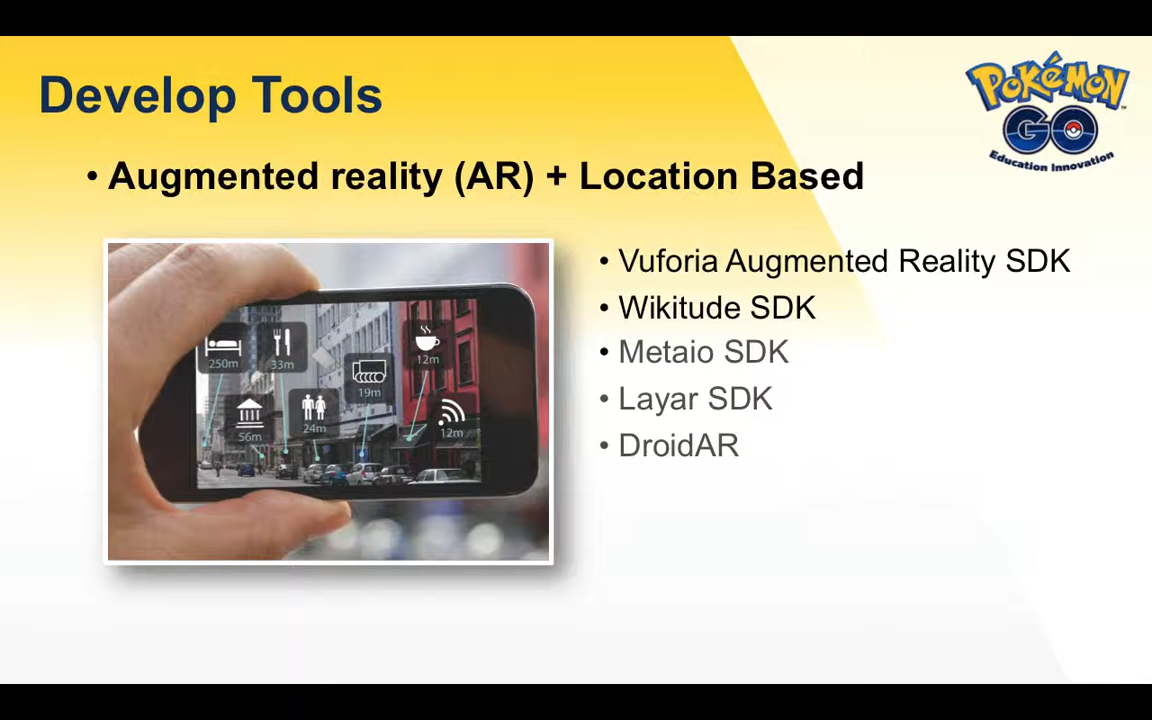 Develop Tools
POKéMON
GO
Education Innovation
• Augmented reality (AR) + Location Based
• Vuforia Augmented Reality SDK
• Wikitude SDK
• Metaio SDK
• Layar SDK
• DroidAR
250m
33m
12m
19m
56m
24m
12m